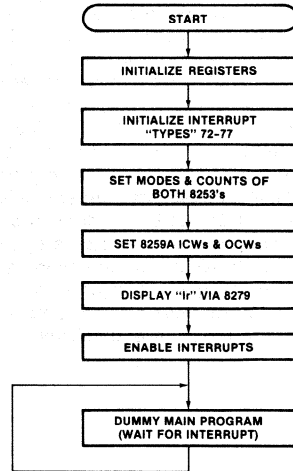 START
INITIALIZE REGISTERS
INITIALIZE INTERRUPT
"TYPES" 72-77
SET MODES & COUNTS OF
BOTH 8253's
SET 8259A ICWs & OCWs
DISPLAY "ir" VIA 8279
ENABLE INTERRUPTS
DUMMY MAIN PROGRAM
(WAIT FOR INTERRUPT)